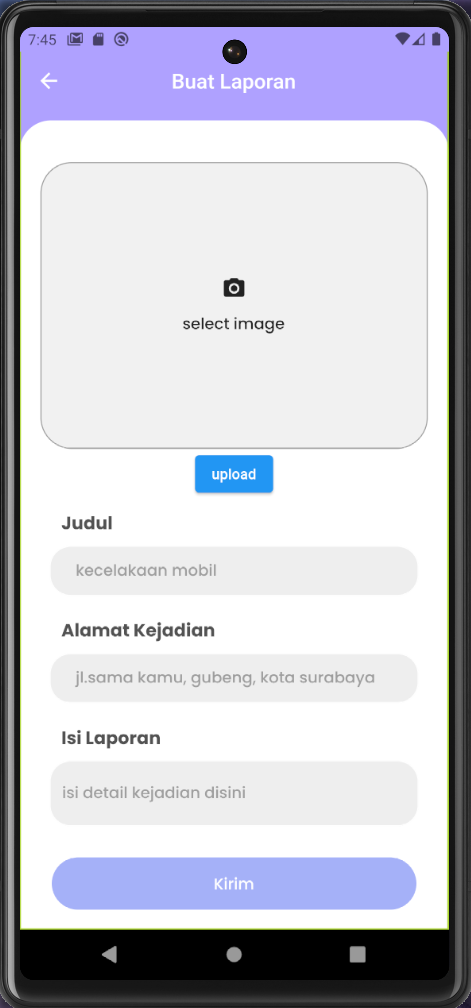 7:45
Buat Laporan
select image
upload
Judul
kecelakaan mobil
Alamat Kejadian
jl.sama kamu, gubeng, kota surabaya
Isi Laporan
isi detail kejadian disini
Kirim